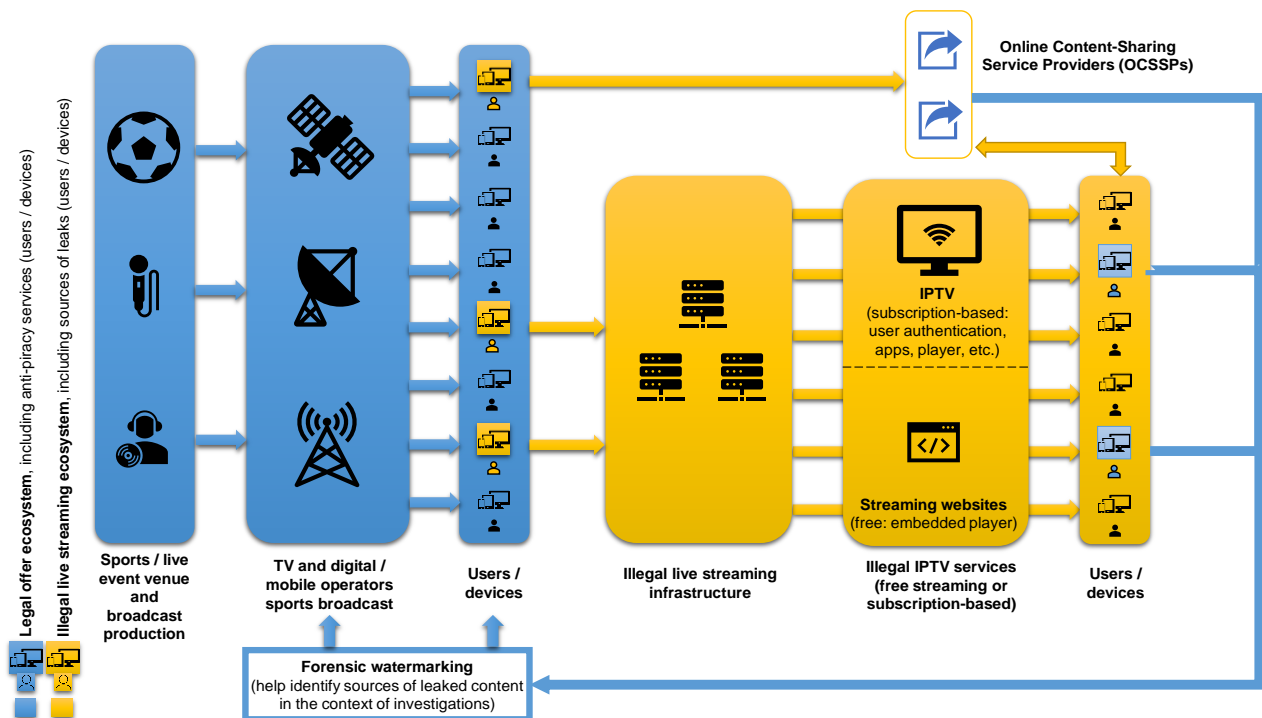 Legal offer ecosystem, including anti-piracy services (users / devices)
Illegal live streaming ecosystem, including sources of leaks (users / devices)
Online Content-Sharing
Service Providers (OCSSPs)
IPTV
(subscription-based:
user authentication,
apps, player, etc.)
</>
Streaming websites
(free: embedded player)
Sports / live
event venue
and
broadcast
production
TV and digital /
mobile operators
sports broadcast
Users /
devices
Illegal live streaming
infrastructure
Illegal IPTV services
(free streaming or
subscription-based)
Users /
devices
Forensic watermarking
(help identify sources of leaked content
in the context of investigations)